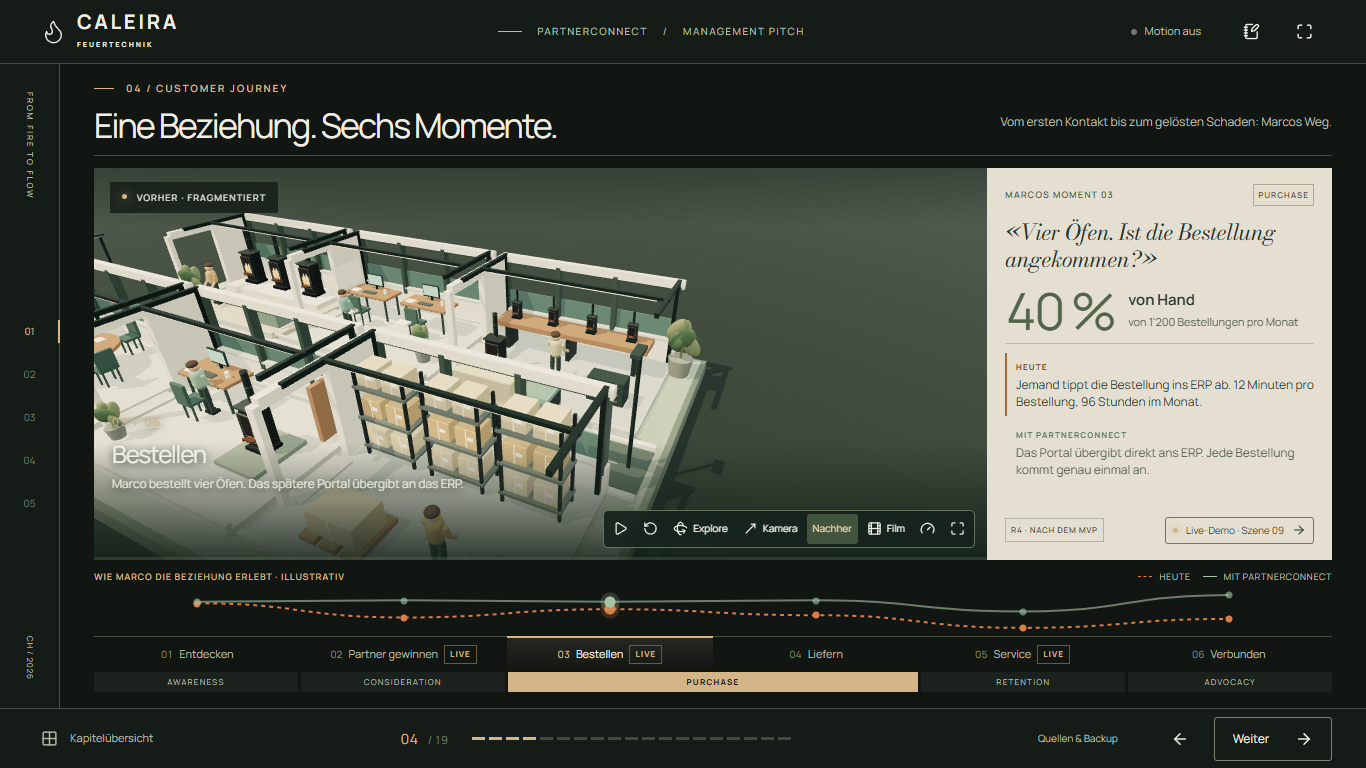 CALEIRA
FEUERTECHNIK
PARTNERCONNECT / MANAGEMENT PITCH
Motion aus
FROM FIRE TO FLOW
04 / CUSTOMER JOURNEY
Eine Beziehung. Sechs Momente.
Vom ersten Kontakt bis zum gelösten Schaden: Marcos Weg.
VORHER · FRAGMENTIERT
Bestellen
Marco bestellt vier Öfen. Das spätere Portal übergibt an das ERP.
Explore
Kamera
Nachher
Film
MARCOS MOMENT 03
PURCHASE
«Vier Öfen. Ist die Bestellung
angekommen?»
40 % von Hand
von 1'200 Bestellungen pro Monat
HEUTE
Jemand tippt die Bestellung ins ERP ab. 12 Minuten pro
Bestellung, 96 Stunden im Monat.
MIT PARTNERCONNECT
Das Portal übergibt direkt ans ERP. Jede Bestellung
kommt genau einmal an.
R4 · NACH DEM MVP
Live-Demo · Szene 09
01
02
03
04
05
CH / 2026
WIE MARCO DIE BEZIEHUNG ERLEBT · ILLUSTRATIV
HEUTE
MIT PARTNERCONNECT
01 Entdecken
02 Partner gewinnen LIVE
03 Bestellen LIVE
04 Liefern
05 Service LIVE
06 Verbunden
AWARENESS
CONSIDERATION
PURCHASE
RETENTION
ADVOCACY
Kapitelübersicht
04 / 19
Quellen & Backup
Weiter